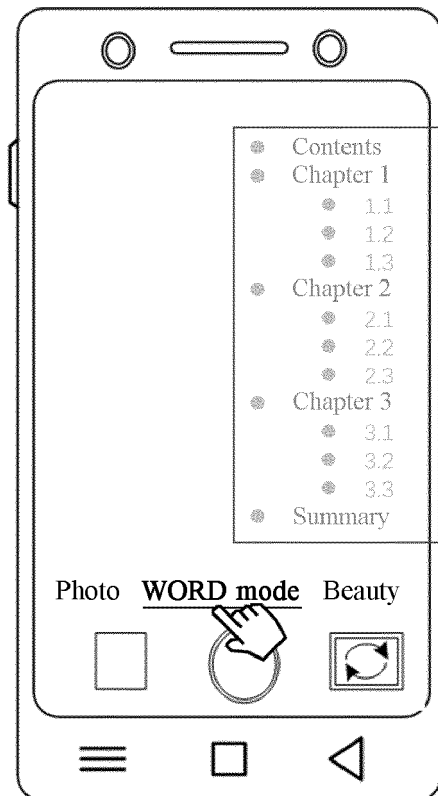 Contents
Chapter 1
1.1
1.2
1.3
Chapter 2
2.1
2.2
2.3
Chapter 3
3.1
3.2
3.3
Summary
Photo WORD mode Beauty